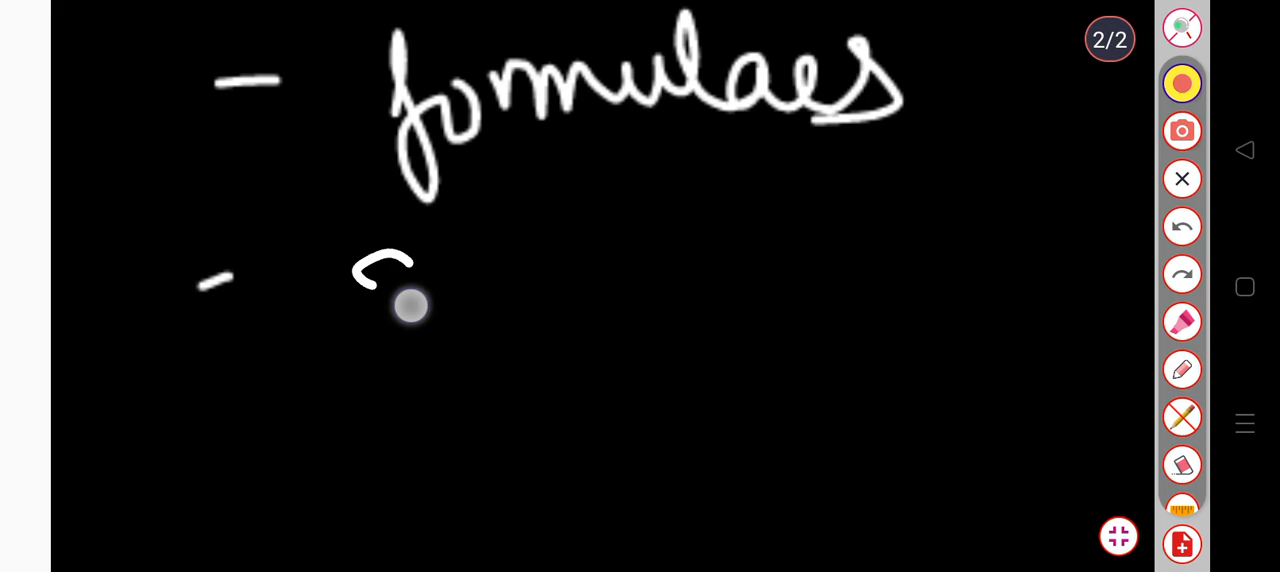 2/2
- formulaes
-